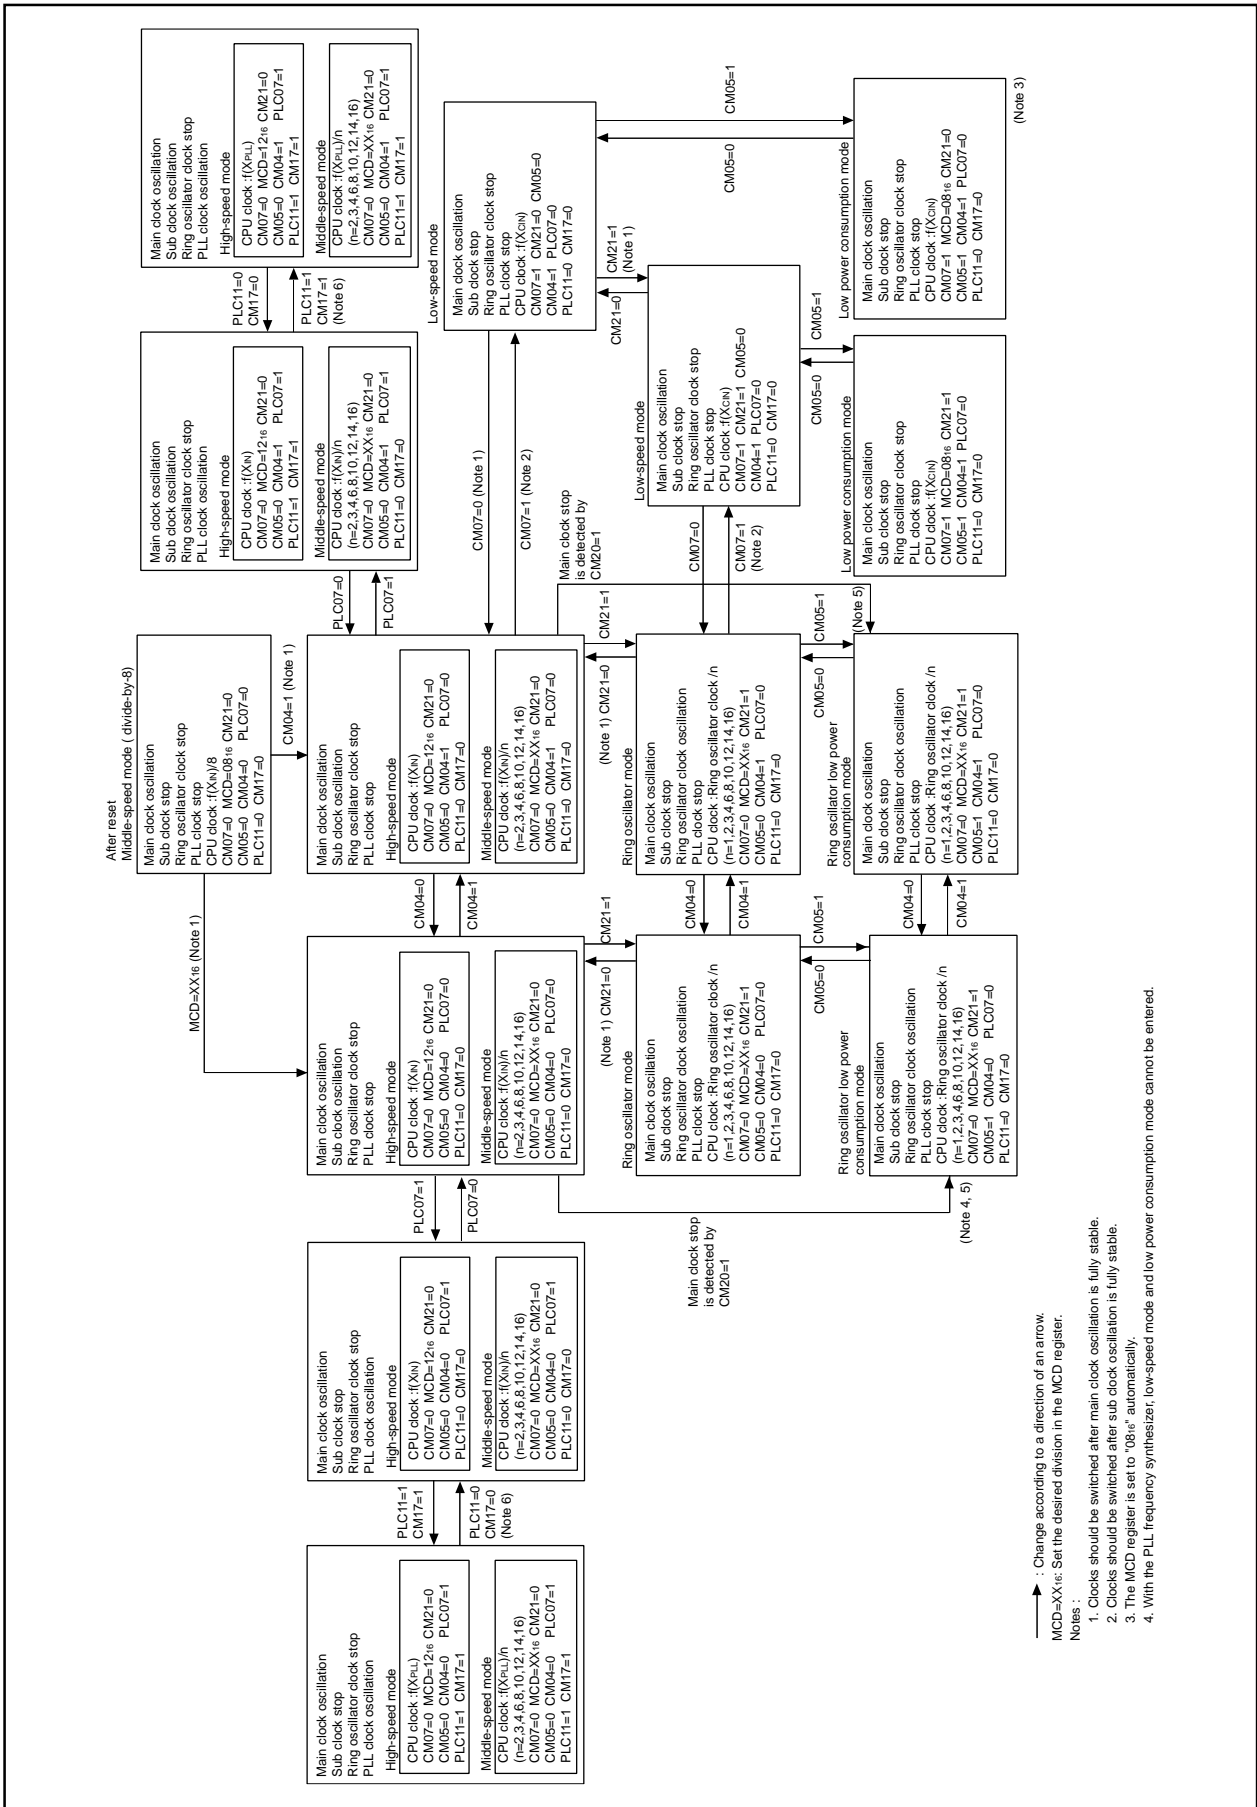 After reset
Middle-speed mode ( divide-by-8)
Main clock oscillation
Sub clock stop
Ring oscillator clock stop
PLL clock stop
CPU clock :f(XIN)/8
CM07=0 MCD=0816 CM21=0
CM05=0 CM04=0 PLC07=0
PLC11=0 CM17=0
MCD=XX16 (Note 1)
CM04=1 (Note 1)
Main clock oscillation
Sub clock oscillation
Ring oscillator clock stop
PLL clock oscillation
High-speed mode
CPU clock :f(XIN)
CM07=0 MCD=1216 CM21=0
CM05=0 CM04=1 PLC07=1
PLC11=1 CM17=1
Middle-speed mode
CPU clock :f(XIN)/n
(n=2,3,4,6,8,10,12,14,16)
CM07=0 MCD=XX16 CM21=0
CM05=0 CM04=1 PLC07=1
PLC11=0 CM17=0
PLC11=0
CM17=0
PLC11=1
CM17=1
(Note 6)
Main clock oscillation
Sub clock oscillation
Ring oscillator clock stop
PLL clock oscillation
High-speed mode
CPU clock :f(XPLL)
CM07=0 MCD=1216 CM21=0
CM05=0 CM04=1 PLC07=1
PLC11=1 CM17=1
Middle-speed mode
CPU clock :f(XPLL)/n
(n=2,3,4,6,8,10,12,14,16)
CM07=0 MCD=XX16 CM21=0
CM05=0 CM04=1 PLC07=1
PLC11=1 CM17=1
Main clock oscillation
Sub clock stop
Ring oscillator clock stop
PLL clock oscillation
High-speed mode
CPU clock :f(XPLL)
CM07=0 MCD=1216 CM21=0
CM05=0 CM04=0 PLC07=1
PLC11=1 CM17=1
Middle-speed mode
CPU clock :f(XPLL)/n
(n=2,3,4,6,8,10,12,14,16)
CM07=0 MCD=XX16 CM21=0
CM05=0 CM04=0 PLC07=1
PLC11=1 CM17=1
PLC11=1
CM17=1
PLC11=0
CM17=0
(Note 6)
Main clock oscillation
Sub clock stop
Ring oscillator clock stop
PLL clock oscillation
High-speed mode
CPU clock :f(XIN)
CM07=0 MCD=1216 CM21=0
CM05=0 CM04=0 PLC07=1
PLC11=0 CM17=0
Middle-speed mode
CPU clock :f(XIN)/n
(n=2,3,4,6,8,10,12,14,16)
CM07=0 MCD=XX16 CM21=0
CM05=0 CM04=0 PLC07=1
PLC11=0 CM17=0
PLC07=1
PLC07=0
Main clock oscillation
Sub clock oscillation
Ring oscillator clock stop
PLL clock stop
High-speed mode
CPU clock :f(XIN)
CM07=0 MCD=1216 CM21=0
CM05=0 CM04=0 PLC07=0
PLC11=0 CM17=0
Middle-speed mode
CPU clock :f(XIN)/n
(n=2,3,4,6,8,10,12,14,16)
CM07=0 MCD=XX16 CM21=0
CM05=0 CM04=0 PLC07=0
PLC11=0 CM17=0
CM04=0
CM04=1
Main clock oscillation
Sub clock oscillation
Ring oscillator clock stop
PLL clock stop
High-speed mode
CPU clock :f(XIN)
CM07=0 MCD=1216 CM21=0
CM05=0 CM04=1 PLC07=0
PLC11=0 CM17=0
Middle-speed mode
CPU clock :f(XIN)/n
(n=2,3,4,6,8,10,12,14,16)
CM07=0 MCD=XX16 CM21=0
CM05=0 CM04=1 PLC07=0
PLC11=0 CM17=0
PLC07=0
PLC07=1
CM07=0 (Note 1)
CM07=1 (Note 2)
Low-speed mode
Main clock oscillation
Sub clock stop
Ring oscillator clock stop
PLL clock stop
CPU clock :f(XCIN)
CM07=1 CM21=0 CM05=0
CM04=1 PLC07=0
PLC11=0 CM17=0
CM05=1
CM05=0
CM21=0
CM21=1
(Note 1)
Main clock stop
is detected by
CM20=1
(Note 1) CM21=0
CM21=1
(Note 1) CM21=0
CM21=1
Ring oscillator mode
Main clock oscillation
Sub clock stop
Ring oscillator clock oscillation
PLL clock stop
CPU clock :Ring oscillator clock /n
(n=1,2,3,4,6,8,10,12,14,16)
CM07=0 MCD=XX16 CM21=1
CM05=0 CM04=0 PLC07=0
PLC11=0 CM17=0
CM04=0
CM04=1
Ring oscillator mode
Main clock oscillation
Sub clock stop
Ring oscillator clock oscillation
PLL clock stop
CPU clock :Ring oscillator clock /n
(n=1,2,3,4,6,8,10,12,14,16)
CM07=0 MCD=XX16 CM21=1
CM05=0 CM04=1 PLC07=0
PLC11=0 CM17=0
CM07=0
CM07=1
(Note 2)
Low-speed mode
Main clock oscillation
Sub clock stop
Ring oscillator clock stop
PLL clock stop
CPU clock :f(XCIN)
CM07=1 CM21=1 CM05=0
CM04=1 PLC07=0
PLC11=0 CM17=0
Main clock stop
is detected by
CM20=1
CM05=0
CM05=1
CM05=0
CM05=1
CM05=0
CM05=1
(Note 5)
Ring oscillator low power
consumption mode
Main clock oscillation
Sub clock stop
Ring oscillator clock oscillation
PLL clock stop
CPU clock :Ring oscillator clock /n
(n=1,2,3,4,6,8,10,12,14,16)
CM07=0 MCD=XX16 CM21=1
CM05=1 CM04=0 PLC07=0
PLC11=0 CM17=0
(Note 4, 5)
CM04=0
CM04=1
Ring oscillator low power
consumption mode
Main clock oscillation
Sub clock stop
Ring oscillator clock oscillation
PLL clock stop
CPU clock :Ring oscillator clock /n
(n=1,2,3,4,6,8,10,12,14,16)
CM07=0 MCD=XX16 CM21=1
CM05=1 CM04=1 PLC07=0
PLC11=0 CM17=0
Low power consumption mode
Main clock oscillation
Sub clock stop
Ring oscillator clock stop
PLL clock stop
CPU clock :f(XCIN)
CM07=1 MCD=0816 CM21=1
CM05=1 CM04=1 PLC07=0
PLC11=0 CM17=0
Low power consumption mode
Main clock oscillation
Sub clock stop
Ring oscillator clock stop
PLL clock stop
CPU clock :f(XCIN)
CM07=1 MCD=0816 CM21=0
CM05=1 CM04=1 PLC07=0
PLC11=0 CM17=0
(Note 3)
: Change according to a direction of an arrow.
MCD=XX16: Set the desired division in the MCD register.
Notes :
1. Clocks should be switched after main clock oscillation is fully stable.
2. Clocks should be switched after sub clock oscillation is fully stable.
3. The MCD register is set to "0816" automatically.
4. With the PLL frequency synthesizer, low-speed mode and low power consumption mode cannot be entered.